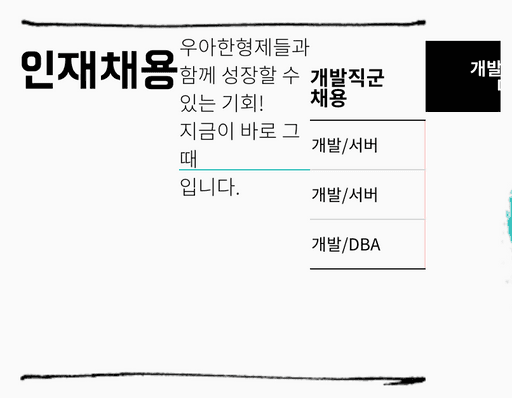 인재채용
우아한형제들과
함께 성장할 수
있는 기회!
지금이 바로 그
때
입니다.
개발직군
채용
개발/서버
개발/서버
개발/DBA
개발